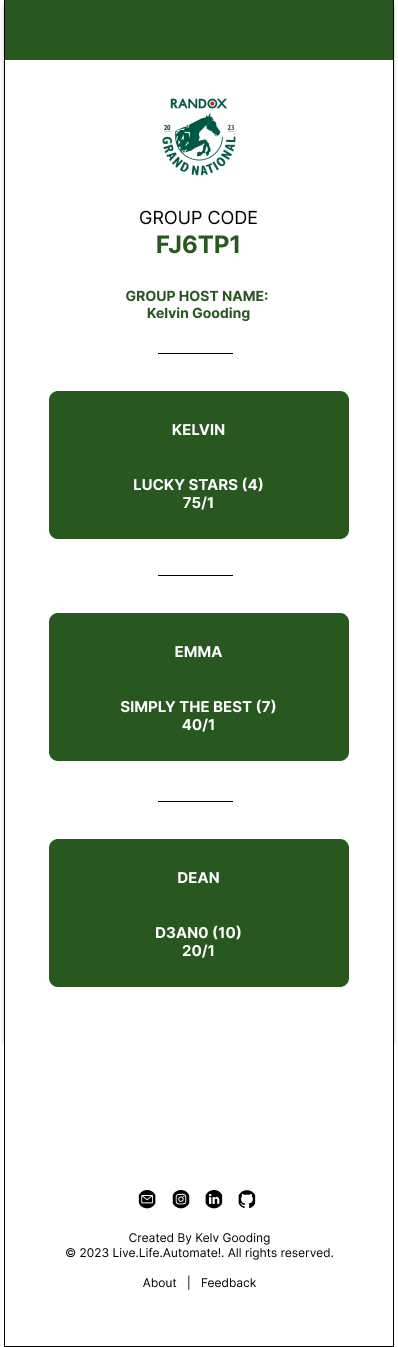 RANDOX
20 23
GRAND NATIONAL
GROUP CODE
FJ6TP1
GROUP HOST NAME:
Kelvin Gooding
KELVIN
LUCKY STARS (4)
75/1
EMMA
SIMPLY THE BEST (7)
40/1
DEAN
D3AN0 (10)
20/1
in
Created By Kelv Gooding
© 2023 Live.Life.Automate!. All rights reserved.
About | Feedback